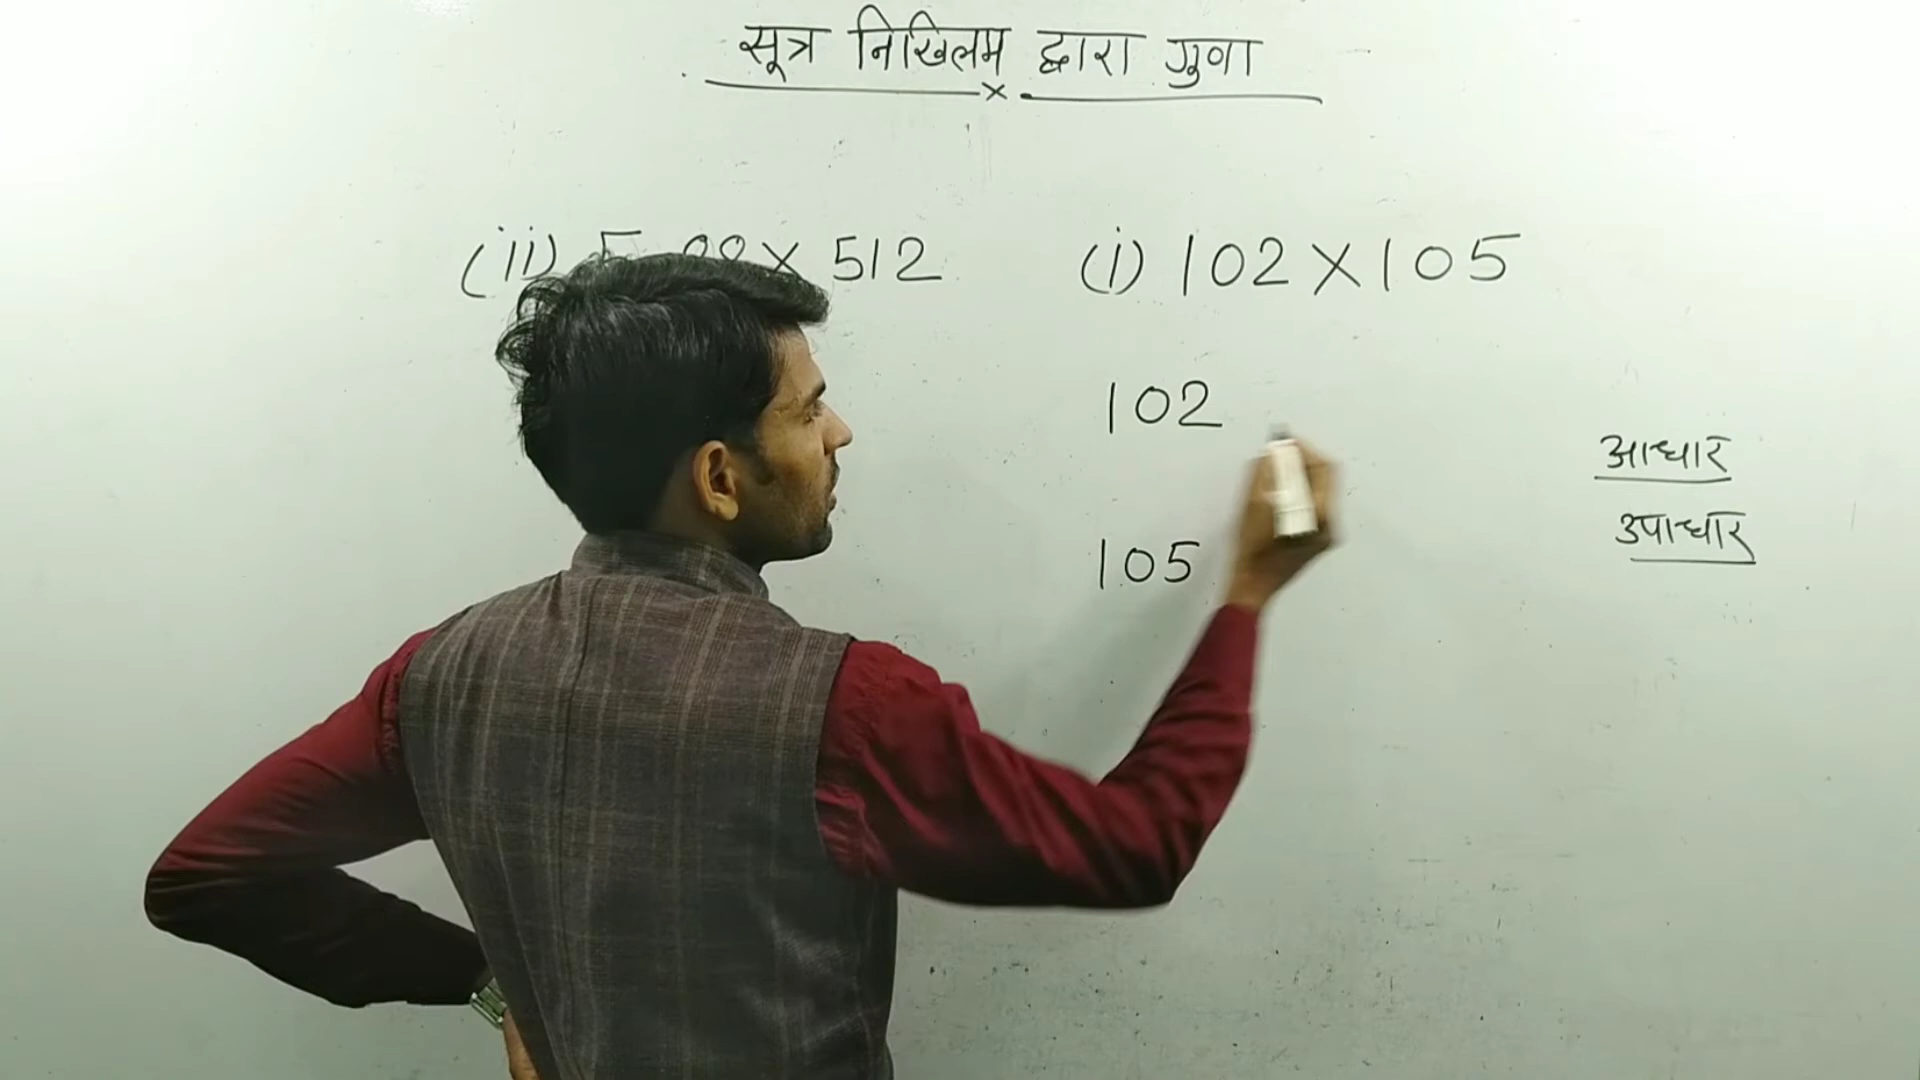 सूत्र निखिलम द्वारा गुणा
(ii) × 512
(i) 102 × 105
102
105
आधार
उपाधार